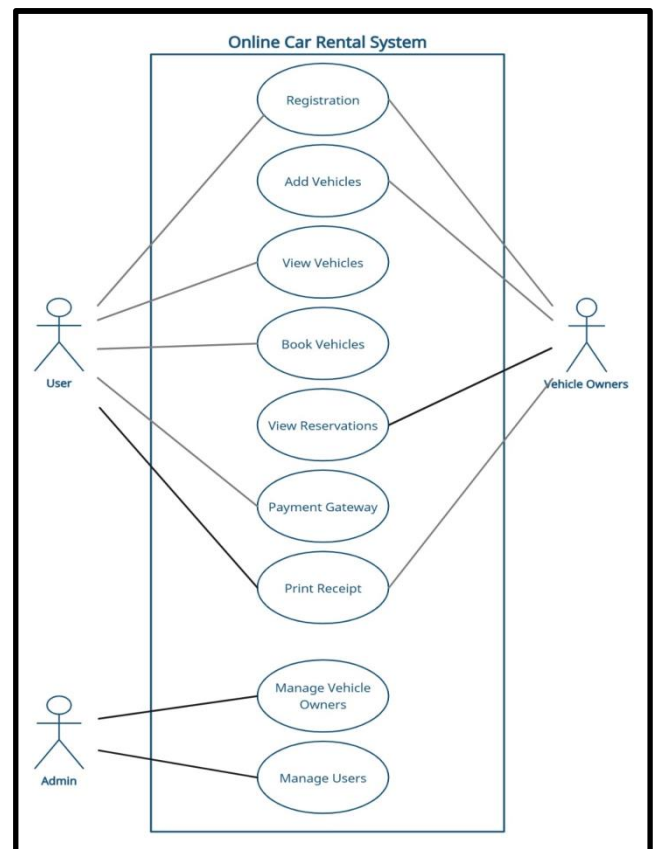 Online Car Rental System
Registration
Add Vehicles
View Vehicles
Book Vehicles
User
Vehicle Owners
View Reservations
Payment Gateway
Print Receipt
Manage Vehicle
Owners
Admin
Manage Users